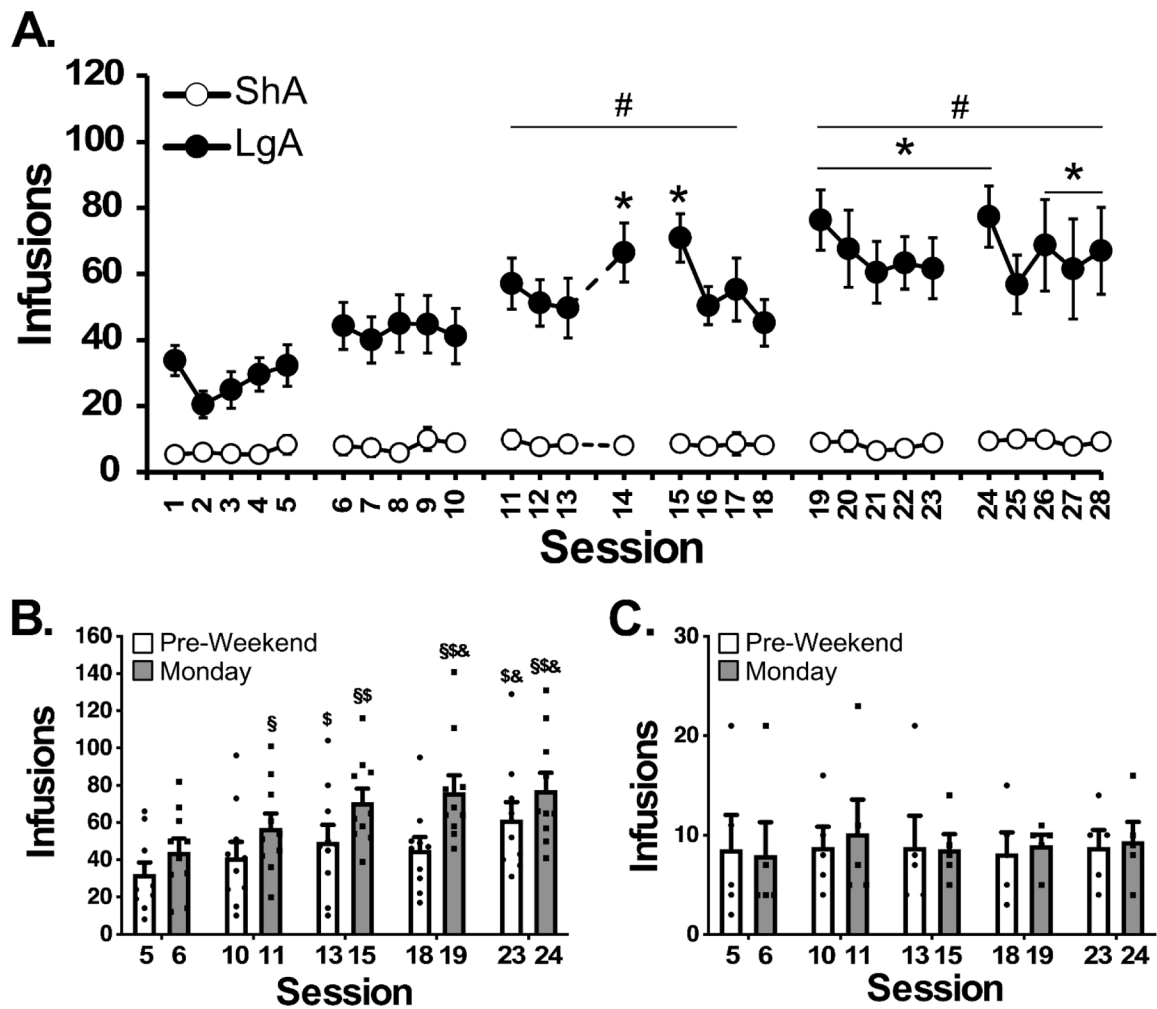 A.
ShA
LgA
#
#
*
*
*
*
120
100
80
60
40
20
0
Infusions
1 2 3 4 5 6 7 8 9 10 11 12 13 14 15 16 17 18 19 20 21 22 23 24 25 26 27 28
Session
B.
Pre-Weekend
Monday
160
140
120
100
80
60
40
20
0
Infusions
§
$
§$
§$&
$&
§$&
5 6 10 11 13 15 18 19 23 24
Session
C.
Pre-Weekend
Monday
30
20
10
0
Infusions
5 6 10 11 13 15 18 19 23 24
Session